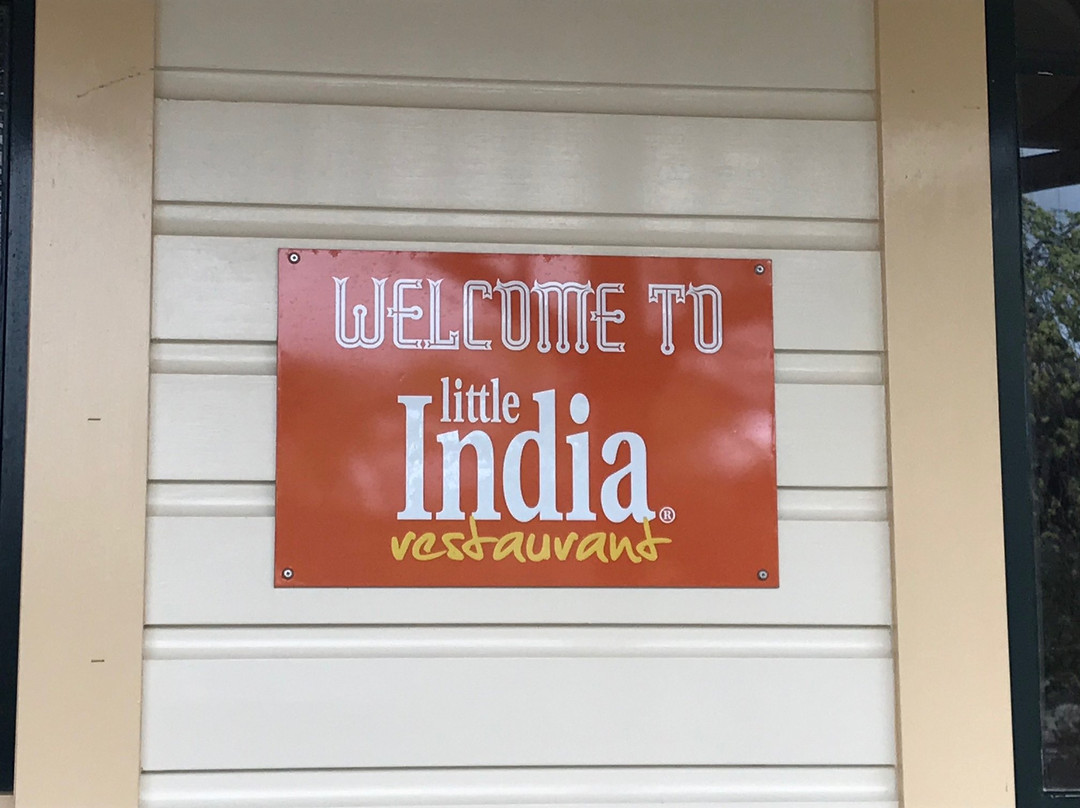 WELCOME TO
little
India®
restaurant